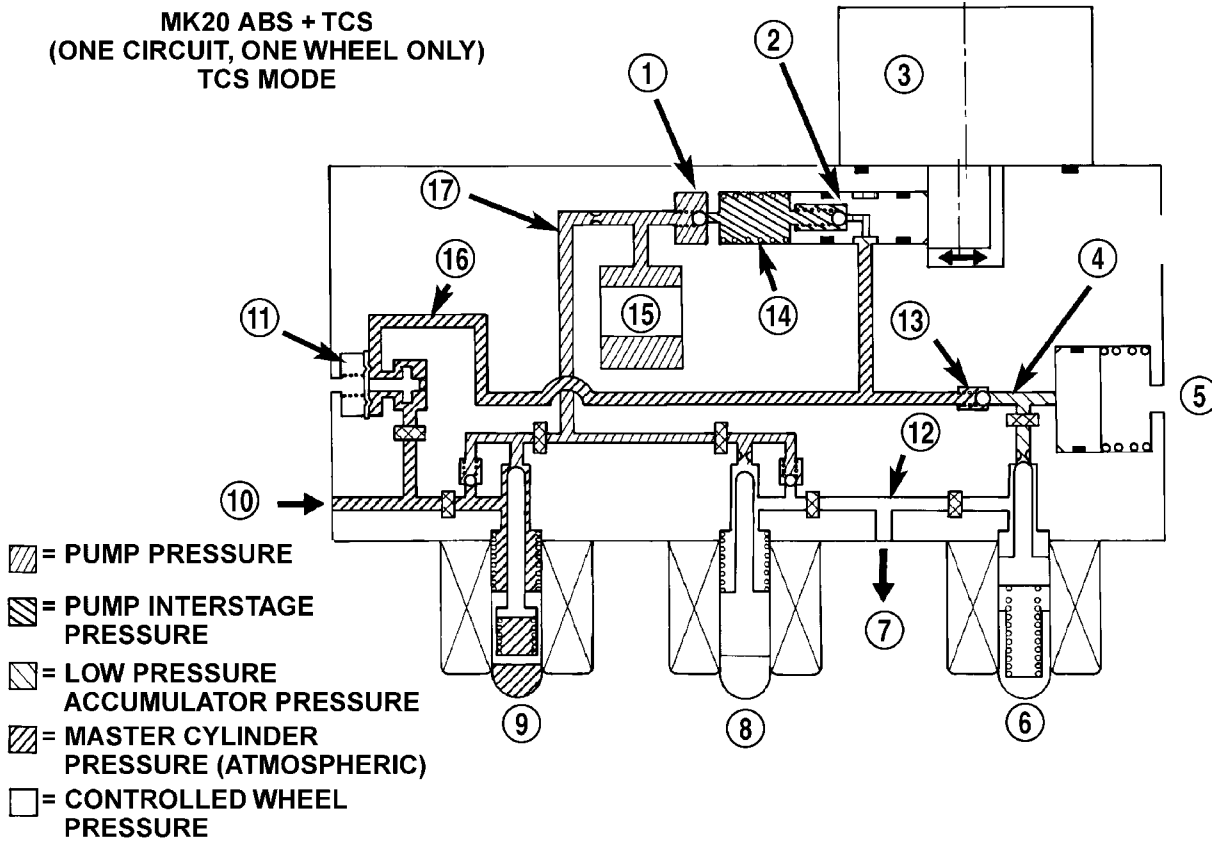 MK20 ABS + TCS
(ONE CIRCUIT, ONE WHEEL ONLY)
TCS MODE
1
2
3
17
16
4
11
15
14
13
5
12
10
7
9
8
6
= PUMP PRESSURE
= PUMP INTERSTAGE
PRESSURE
= LOW PRESSURE
ACCUMULATOR PRESSURE
= MASTER CYLINDER
PRESSURE (ATMOSPHERIC)
= CONTROLLED WHEEL
PRESSURE